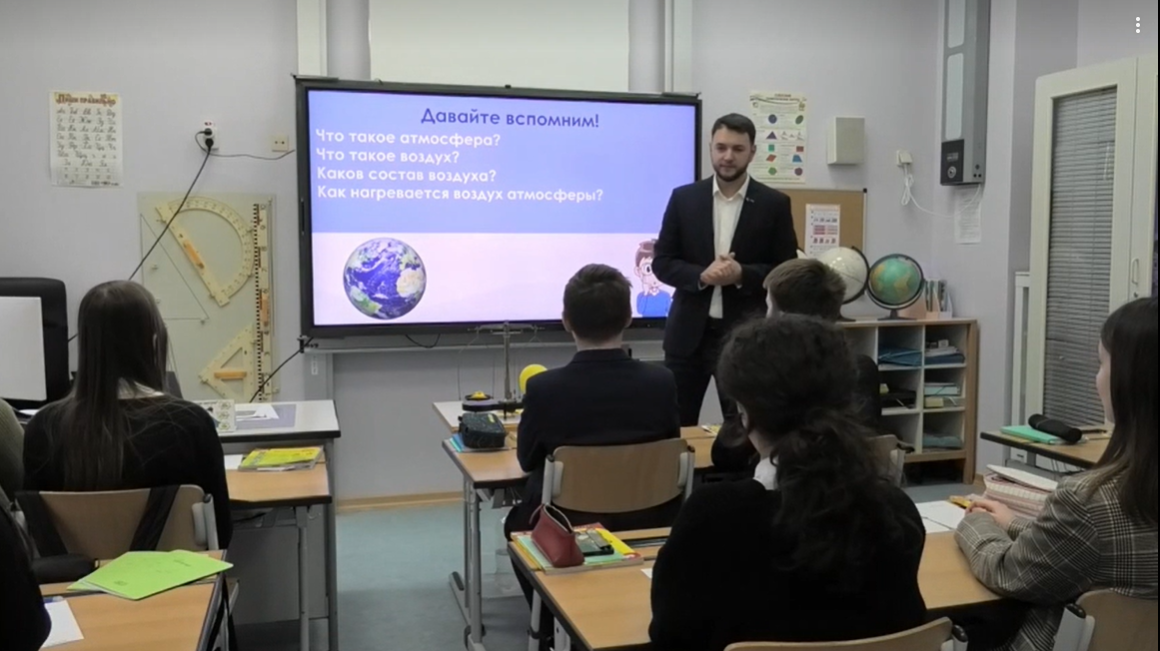 Давайте вспомним!
Что такое атмосфера?
Что такое воздух?
Каков состав воздуха?
Как нагревается воздух атмосферы?